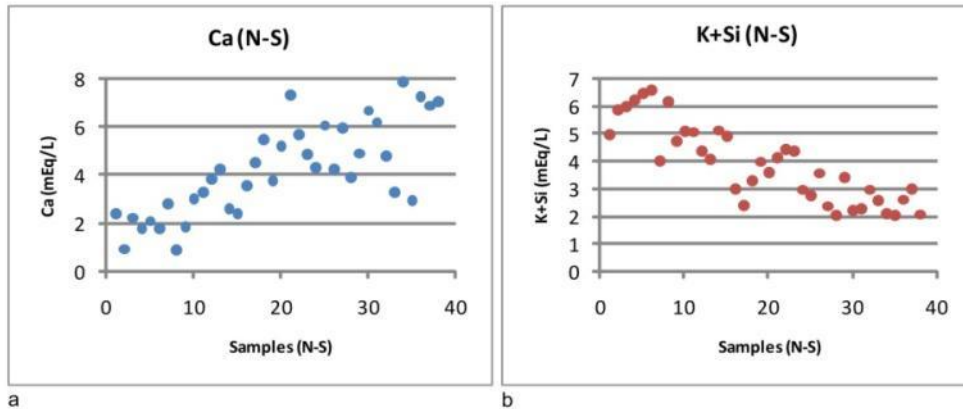 Ca (N-S)
Ca (mEq/L)
8
6
4
2
0
0 10 20 30 40
Samples (N-S)
a
K+Si (N-S)
K+Si (mEq/L)
7
6
5
4
3
2
1
0
0 10 20 30 40
Samples (N-S)
b